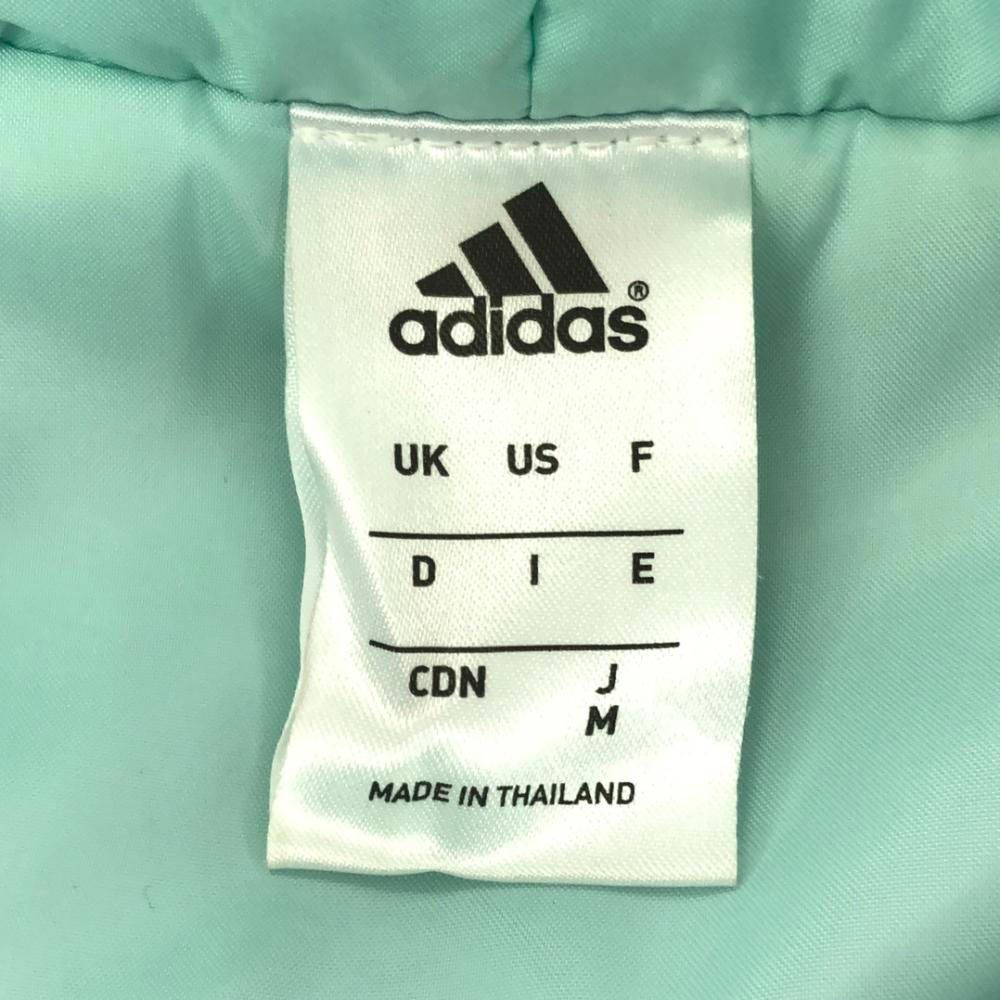 adidas®
UK US F
D I E
CDN J
M
MADE IN THAILAND